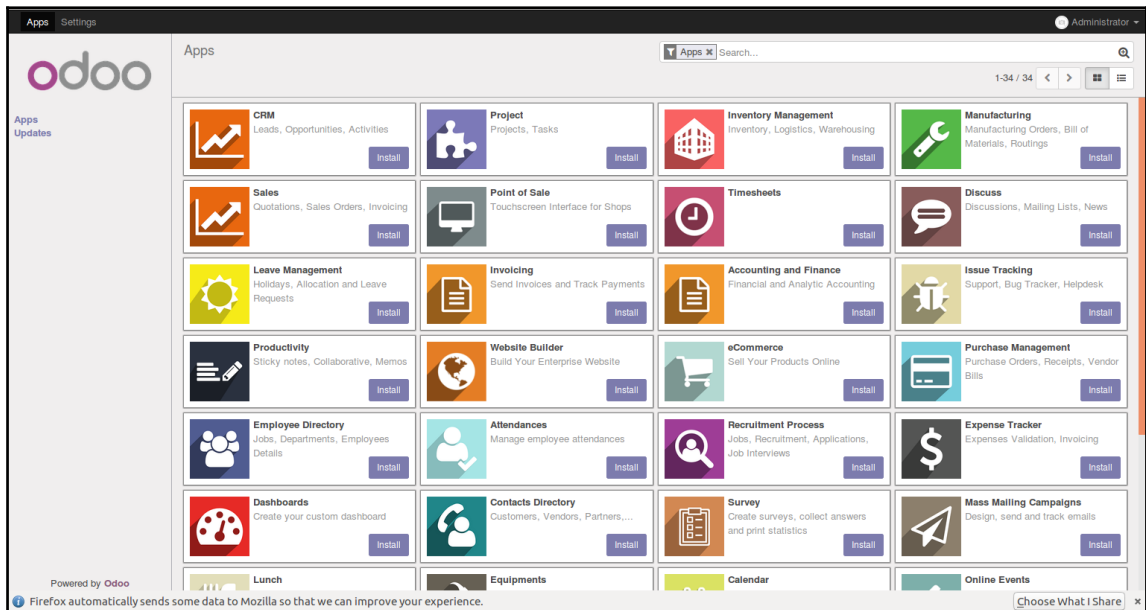 Apps Settings
Administrator
odoo
Apps
Apps Search...
1-34 / 34
Apps
Updates
CRM
Leads, Opportunities, Activities
Install
Project
Projects, Tasks
Install
Inventory Management
Inventory, Logistics, Warehousing
Install
Manufacturing
Manufacturing Orders, Bill of
Materials, Routings
Install
Sales
Quotations, Sales Orders, Invoicing
Install
Point of Sale
Touchscreen Interface for Shops
Install
Timesheets
Install
Discuss
Discussions, Mailing Lists, News
Install
Leave Management
Holidays, Allocation and Leave
Requests
Install
Invoicing
Send Invoices and Track Payments
Install
Accounting and Finance
Financial and Analytic Accounting
Install
Issue Tracking
Support, Bug Tracker, Helpdesk
Install
Productivity
Sticky notes, Collaborative, Memos
Install
Website Builder
Build Your Enterprise Website
Install
eCommerce
Sell Your Products Online
Install
Purchase Management
Purchase Orders, Receipts, Vendor
Bills
Install
Employee Directory
Jobs, Departments, Employees
Details
Install
Attendances
Manage employee attendances
Install
Recruitment Process
Jobs, Recruitment, Applications,
Job Interviews
Install
Expense Tracker
Expenses Validation, Invoicing
Install
Dashboards
Create your custom dashboard
Install
Contacts Directory
Customers, Vendors, Partners,...
Install
Survey
Create surveys, collect answers
and print statistics
Install
Mass Mailing Campaigns
Design, send and track emails
Install
Lunch
Equipments
Calendar
Online Events
Powered by Odoo
Firefox automatically sends some data to Mozilla so that we can improve your experience.
Choose What I Share